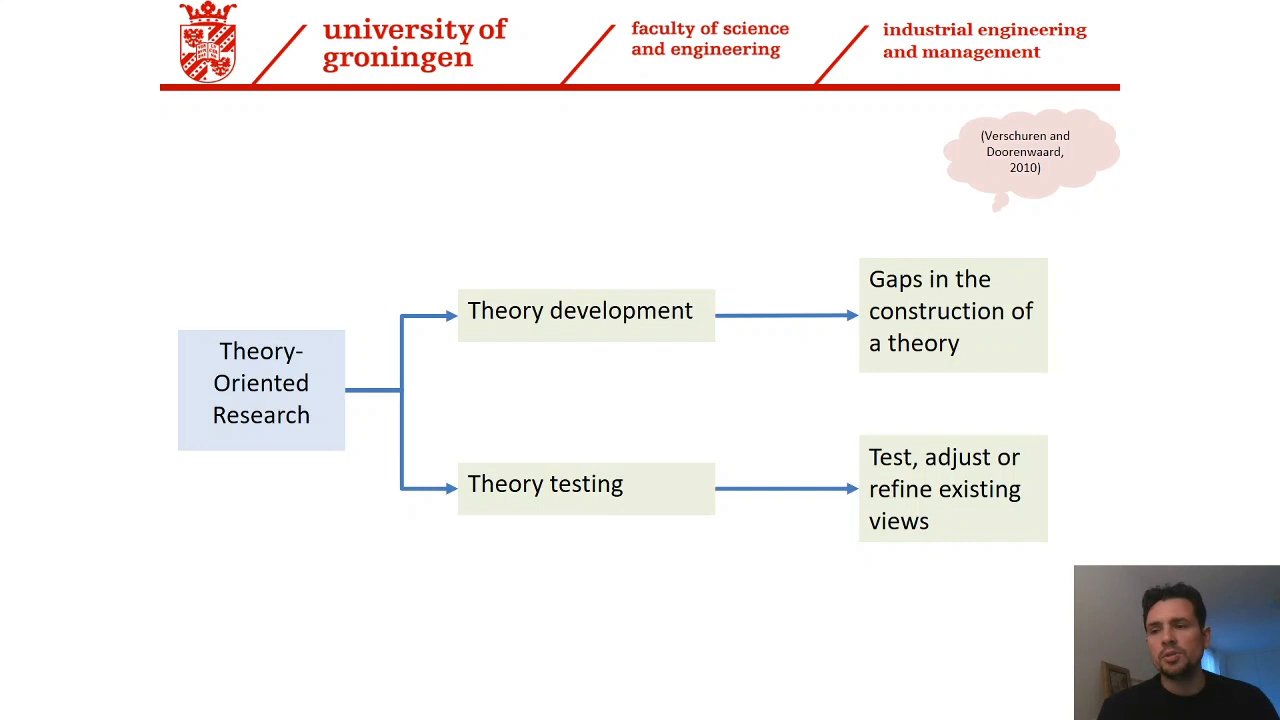 university of
groningen
faculty of science
and engineering
industrial engineering
and management
(Verschuren and
Doorenwaard,
2010)
Theory-
Oriented
Research
Theory development
Gaps in the
construction of
a theory
Theory testing
Test, adjust or
refine existing
views